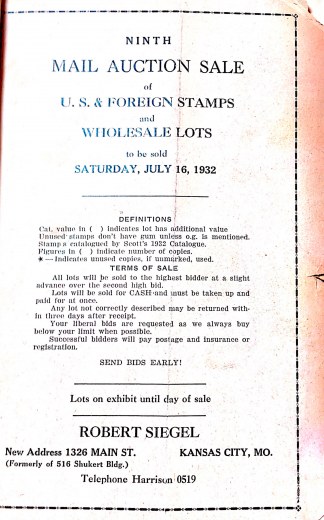 NINTH
MAIL AUCTION SALE
of
U. S. & FOREIGN STAMPS
and
WHOLESALE LOTS
to be sold
SATURDAY, JULY 16, 1932
DEFINITIONS
Cat. value in ( ) indicates lot has additional value
Unused stamps don't have gum unless o.g. is mentioned.
Stamps catalogued by Scott's 1932 Catalogue.
Figures in ( ) indicate number of copies.
★—Indicates unused copies, if unmarked, used.
TERMS OF SALE
All lots will be sold to the highest bidder at a slight
advance over the second high bid.
Lots will be sold for CASH and must be taken up and
paid for at once.
Any lot not correctly described may be returned with-
in three days after receipt.
Your liberal bids are requested as we always buy
below your limit when possible.
Successful bidders will pay postage and insurance or
registration.
SEND BIDS EARLY!
Lots on exhibit until day of sale
ROBERT SIEGEL
New Address 1326 MAIN ST. KANSAS CITY, MO.
(Formerly of 516 Shukert Bldg.)
Telephone Harrison 0519